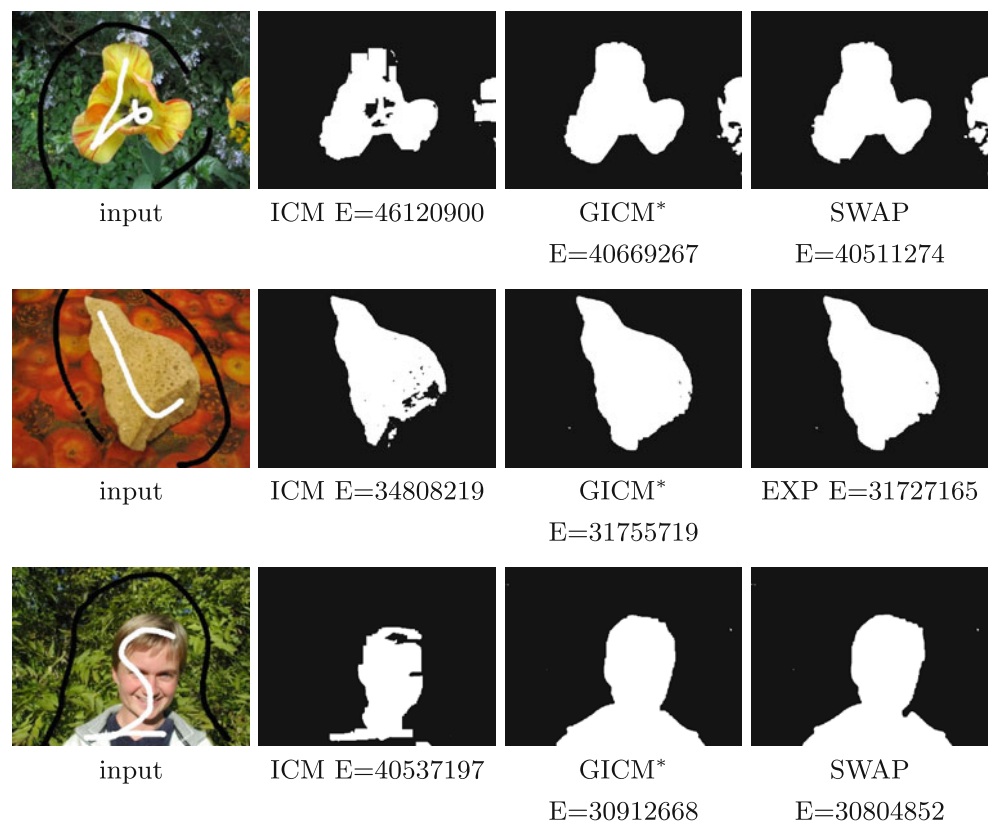 input
ICM E=46120900
GICM*
E=40669267
SWAP
E=40511274
input
ICM E=34808219
GICM*
E=31755719
EXP E=31727165
input
ICM E=40537197
GICM*
E=30912668
SWAP
E=30804852